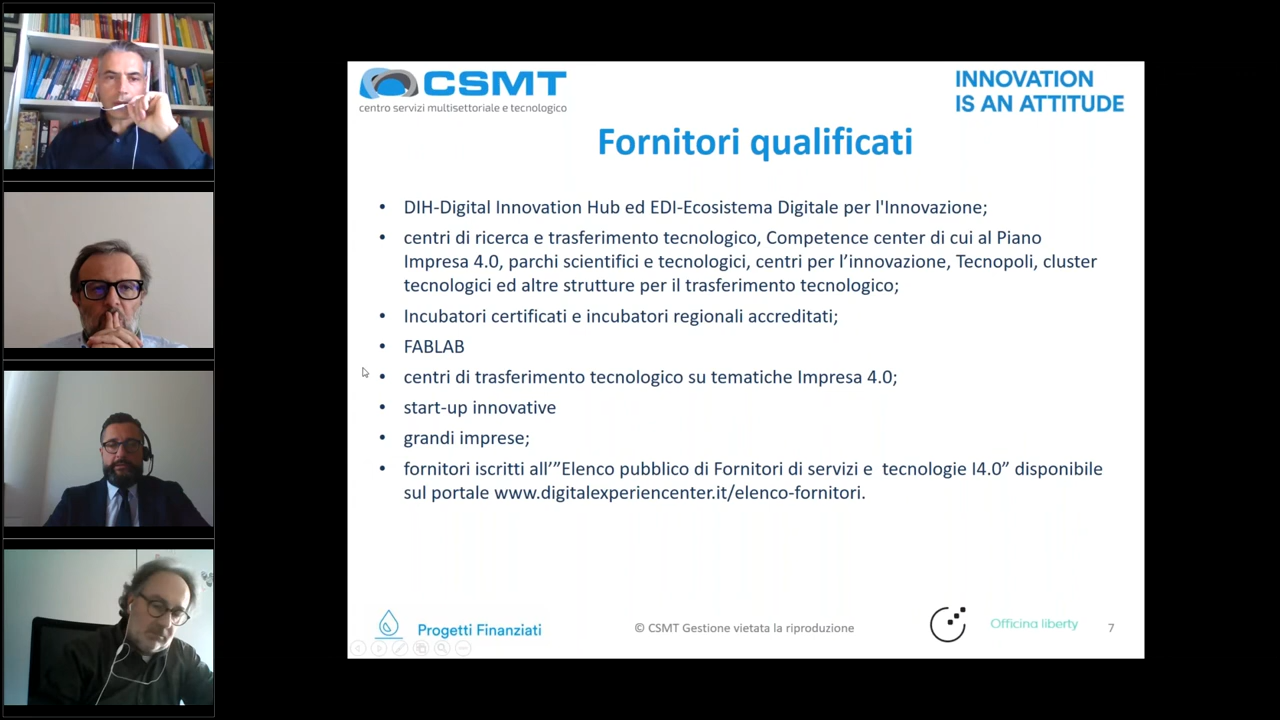 CSMT
centro servizi multisettoriale e tecnologico
INNOVATION
IS AN ATTITUDE
Fornitori qualificati
• DIH-Digital Innovation Hub ed EDI-Ecosistema Digitale per l'Innovazione;
• centri di ricerca e trasferimento tecnologico, Competence center di cui al Piano
Impresa 4.0, parchi scientifici e tecnologici, centri per l’innovazione, Tecnopoli, cluster
tecnologici ed altre strutture per il trasferimento tecnologico;
• Incubatori certificati e incubatori regionali accreditati;
• FABLAB
• centri di trasferimento tecnologico su tematiche Impresa 4.0;
• start-up innovative
• grandi imprese;
• fornitori iscritti all’”Elenco pubblico di Fornitori di servizi e  tecnologie I4.0” disponibile
sul portale www.digitalexperiencenter.it/elenco-fornitori.
Progetti Finanziati
© CSMT Gestione vietata la riproduzione
Officina liberty
7